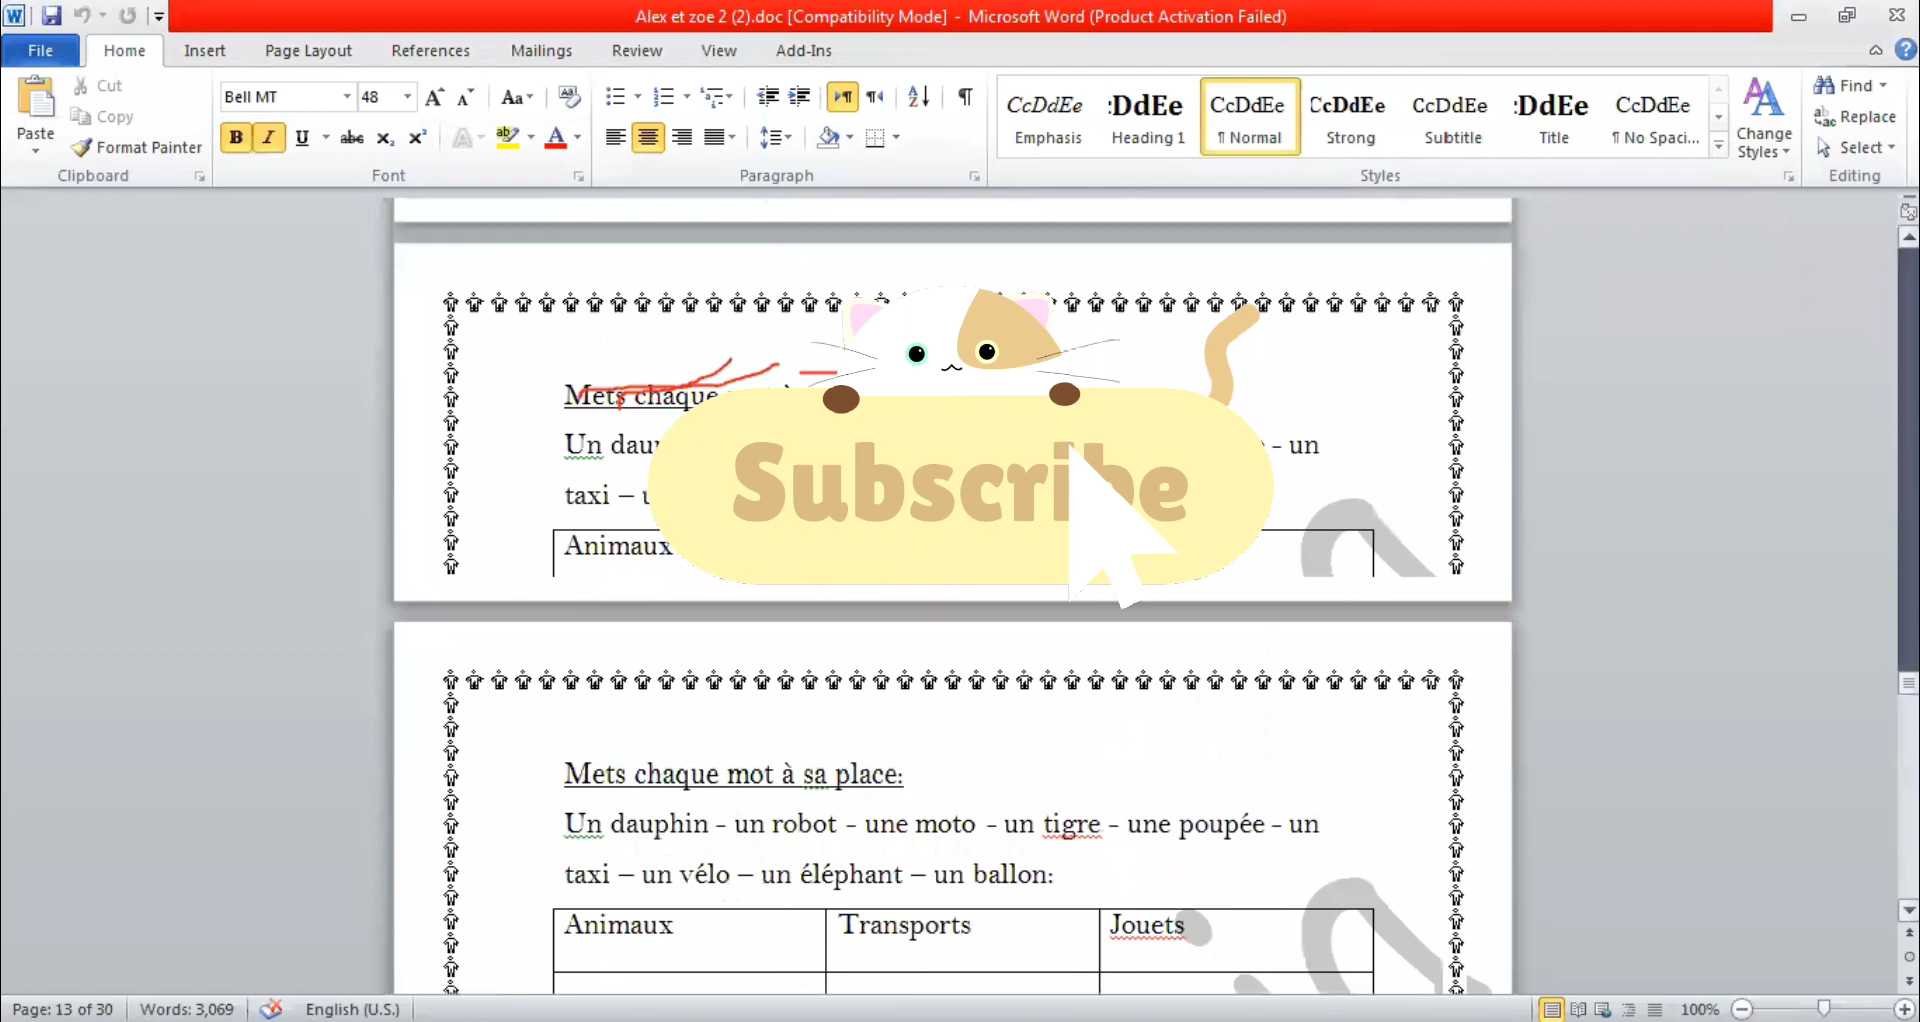 Alex et zoe 2 (2).doc [Compatibility Mode] - Microsoft Word (Product Activation Failed)
File Home Insert Page Layout References Mailings Review View Add-Ins
Paste
Cut
Copy
Format Painter
Clipboard
Bell MT 48
Font
Paragraph
CcDdEe :DdEe CcDdEe CcDdEe CcDdEe :DdEe CcDdEe
Emphasis Heading 1 ¶ Normal Strong Subtitle Title ¶ No Spaci...
Styles
Change
Styles
Find
Replace
Select
Editing
Mets chaque
Un dau
- un
taxi –
Animaux
Subscribe
Mets chaque mot à sa place:
Un dauphin - un robot - une moto - un tigre - une poupée - un
taxi – un vélo – un éléphant – un ballon:
Animaux Transports Jouets
Page: 13 of 30 Words: 3,069 English (U.S.) 100%